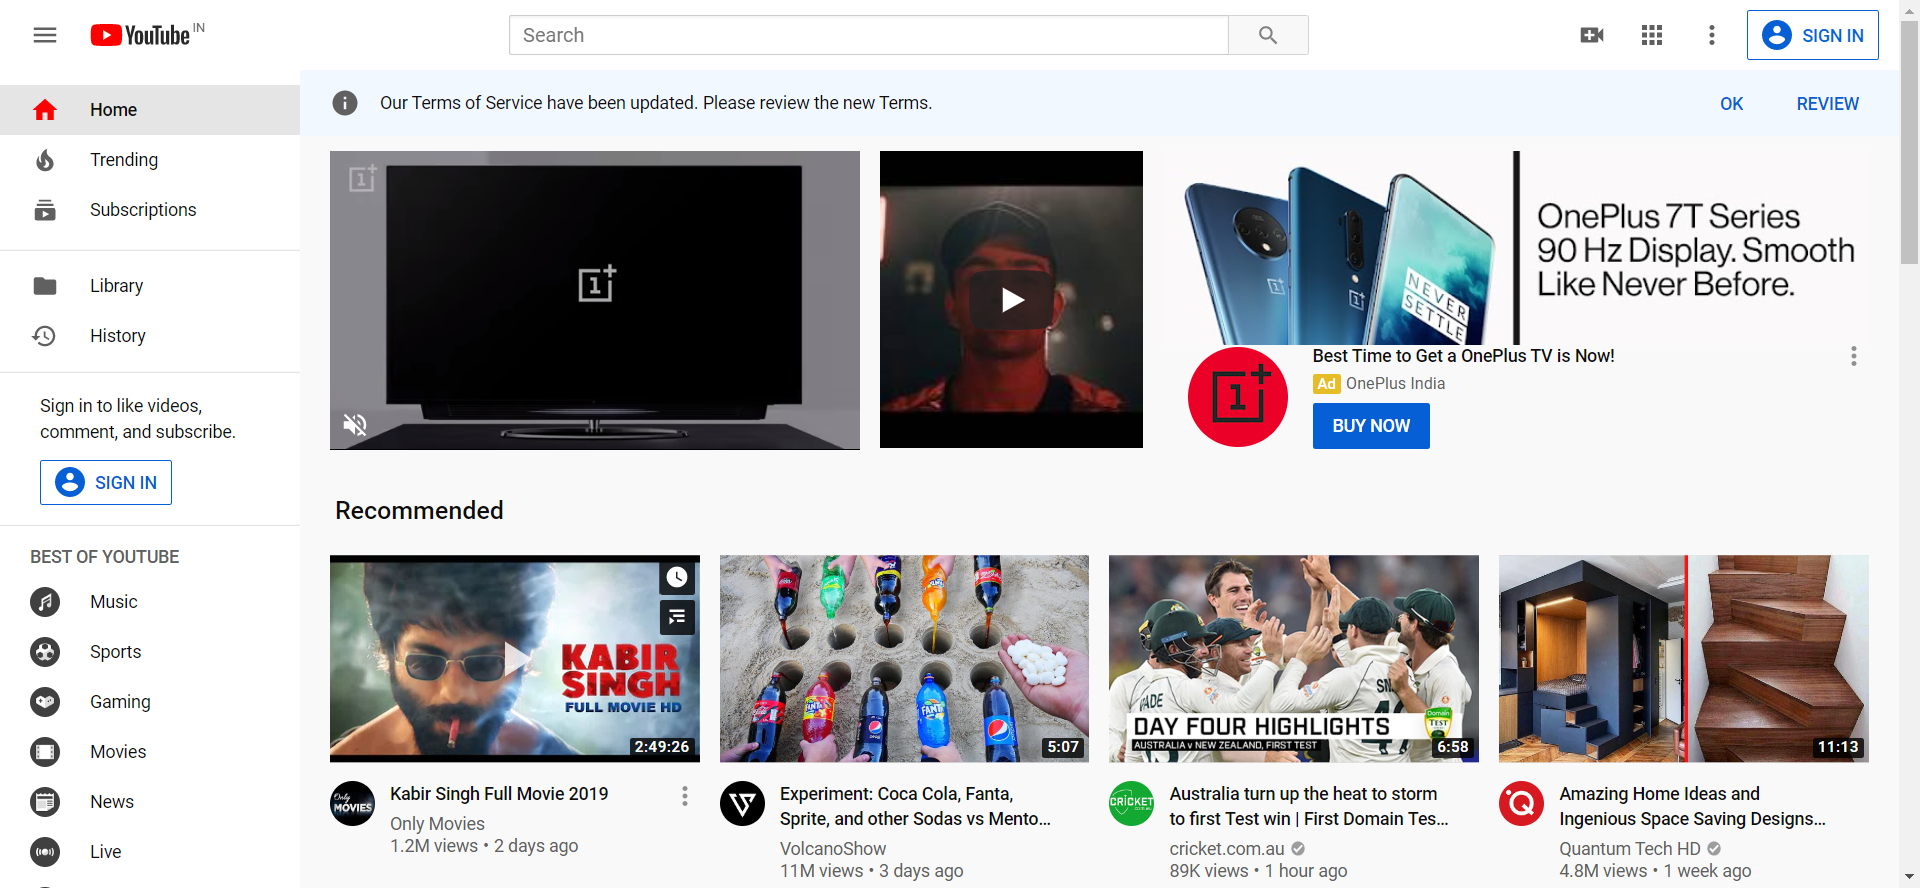 YouTube IN
Search
SIGN IN
Home
Trending
Subscriptions
Library
History
Sign in to like videos,
comment, and subscribe.
SIGN IN
BEST OF YOUTUBE
Music
Sports
Gaming
Movies
News
Live
Our Terms of Service have been updated. Please review the new Terms.
OK
REVIEW
NEVER
SETTLE
OnePlus 7T Series
90 Hz Display. Smooth
Like Never Before.
Best Time to Get a OnePlus TV is Now!
Ad OnePlus India
BUY NOW
Recommended
KABIR
SINGH
FULL MOVIE HD
2:49:26
Only
MOVIES
Kabir Singh Full Movie 2019
Only Movies
1.2M views • 2 days ago
FANTA
FANTA
5:07
Experiment: Coca Cola, Fanta,
Sprite, and other Sodas vs Mento...
VolcanoShow
11M views • 3 days ago
DAY FOUR HIGHLIGHTS
AUSTRALIA v NEW ZEALAND, FIRST TEST
Domain
TEST
6:58
CRICKET
Australia turn up the heat to storm
to first Test win | First Domain Tes...
cricket.com.au
89K views • 1 hour ago
11:13
Amazing Home Ideas and
Ingenious Space Saving Designs...
Quantum Tech HD
4.8M views • 1 week ago